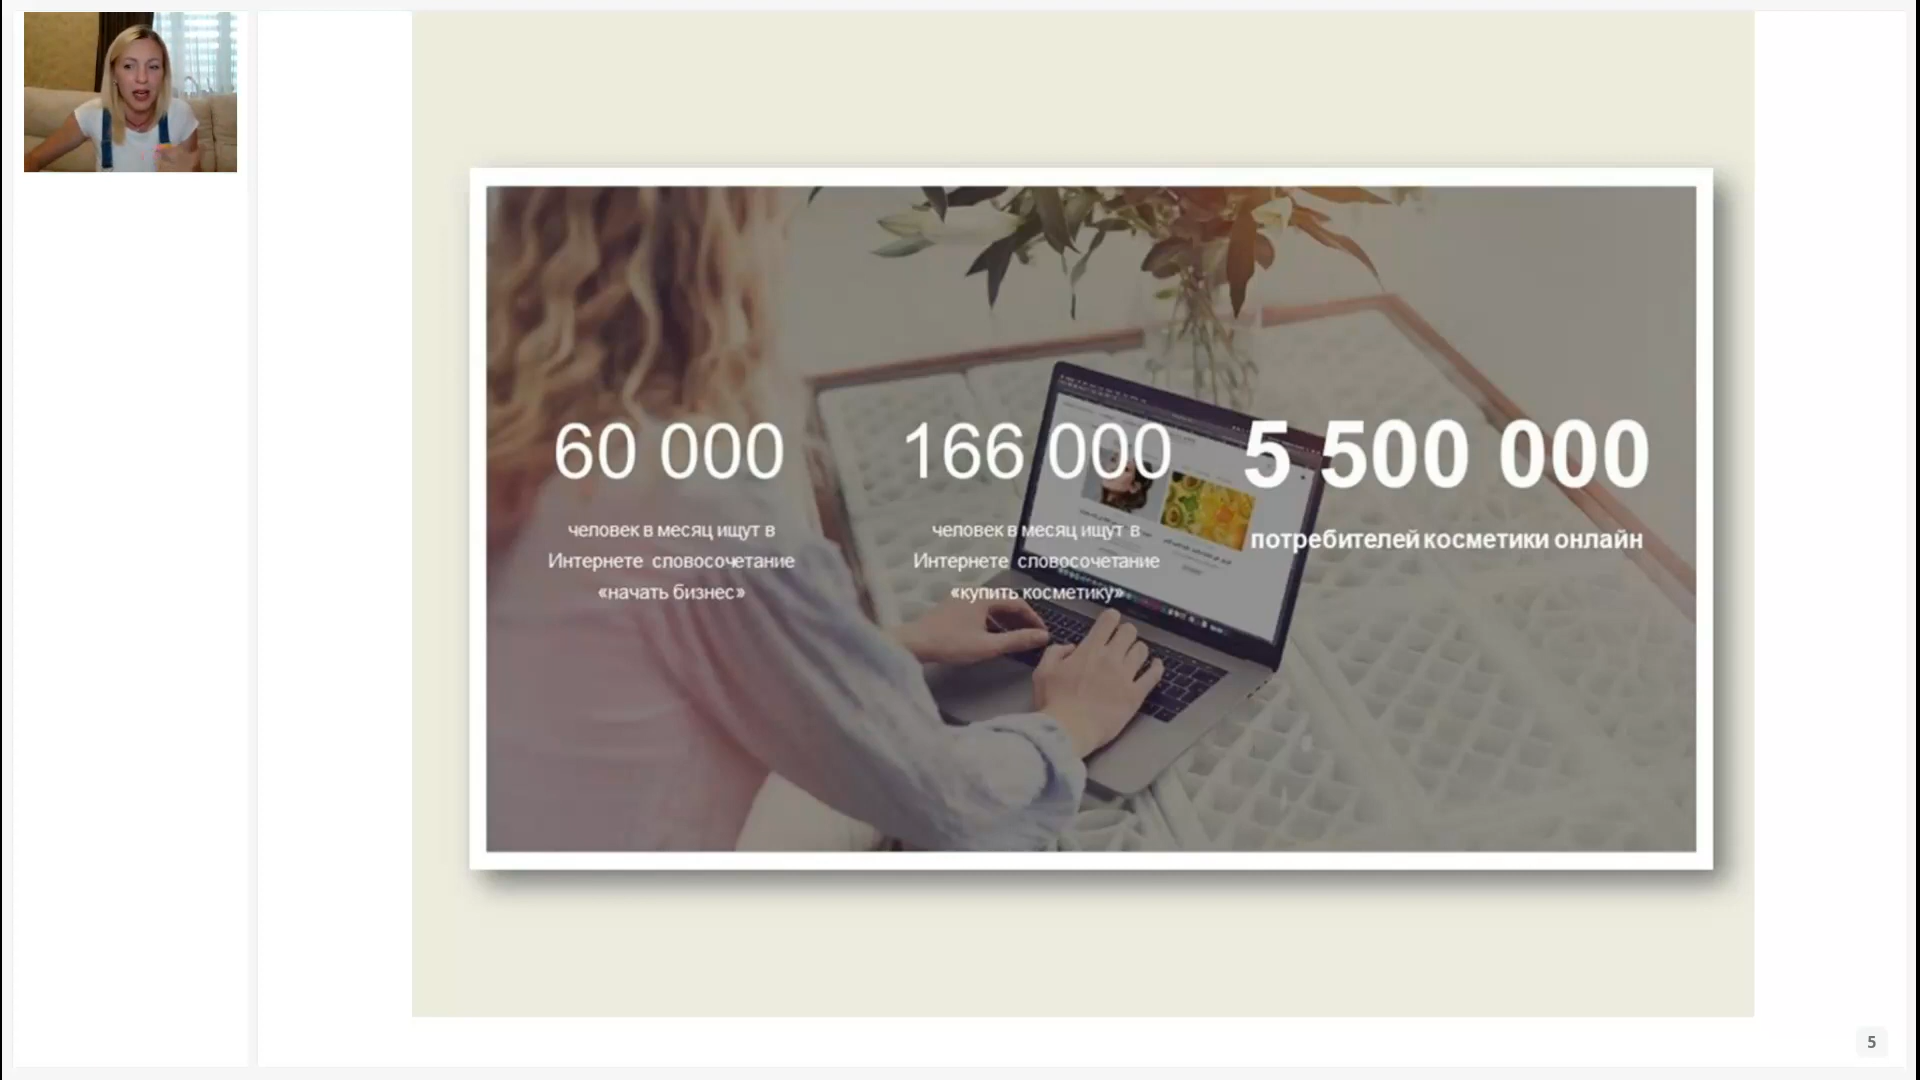 60 000
человек в месяц ищут в
Интернете словосочетание
«начать бизнес»
166 000
человек в месяц ищут в
Интернете словосочетание
«купить косметику»
5 500 000
потребителей косметики онлайн
5